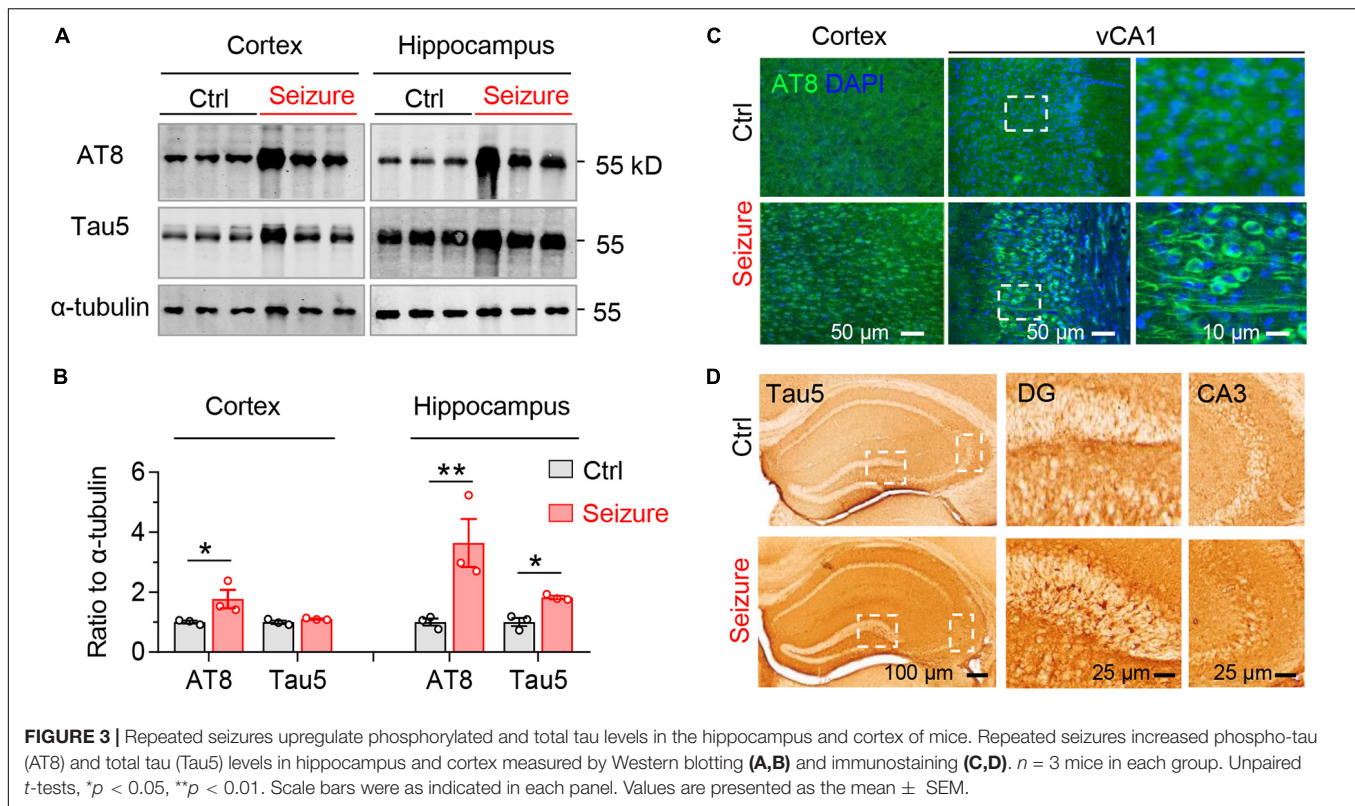 A
Cortex Hippocampus
Ctrl Seizure Ctrl Seizure
AT8 55 kD
Tau5 55
α-tubulin 55
B
Cortex Hippocampus
Ratio to α-tubulin
6
4
2
0
* ** *
Ctrl
Seizure
AT8 Tau5 AT8 Tau5
C
Cortex vCA1
Ctrl
AT8 DAPI
Seizure
50 µm 50 µm 10 µm
D
Ctrl
Tau5 DG CA3
Seizure
100 µm 25 µm 25 µm
FIGURE 3 | Repeated seizures upregulate phosphorylated and total tau levels in the hippocampus and cortex of mice. Repeated seizures increased phospho-tau
(AT8) and total tau (Tau5) levels in hippocampus and cortex measured by Western blotting (A,B) and immunostaining (C,D). n = 3 mice in each group. Unpaired
t-tests, *p < 0.05, **p < 0.01. Scale bars were as indicated in each panel. Values are presented as the mean ± SEM.